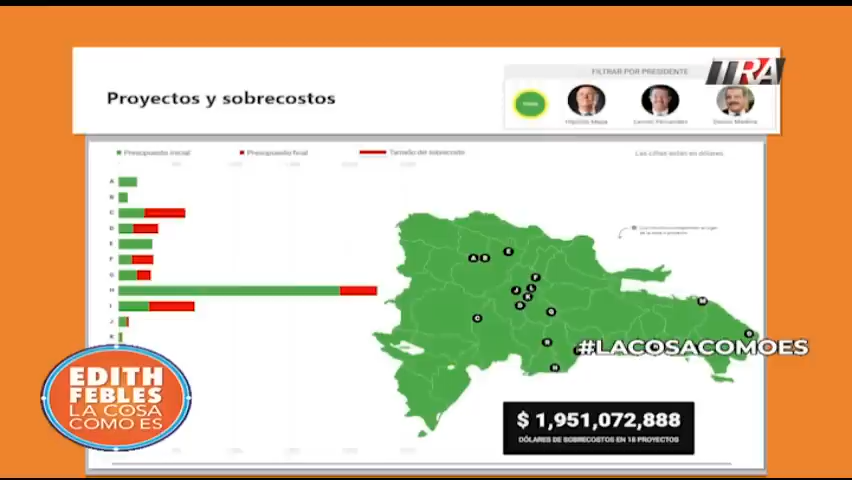 FILTRAR POR PRESIDENTE
TRA
Proyectos y sobrecostos
Todos
Hipólito Mejía
Leonel Fernández
Danilo Medina
Presupuesto inicial
Presupuesto final
Tamaño del sobrecosto
Las cifras están en dólares.
A
B
C
D
E
F
G
H
I
J
K
E
A
B
F
L
J
K
D
M
Q
C
O
R
H
#LACOSACOMOES
EDITH
FEBLES
LA COSA
COMO ES
$ 1,951,072,888
DÓLARES DE SOBRECOSTOS EN 18 PROYECTOS